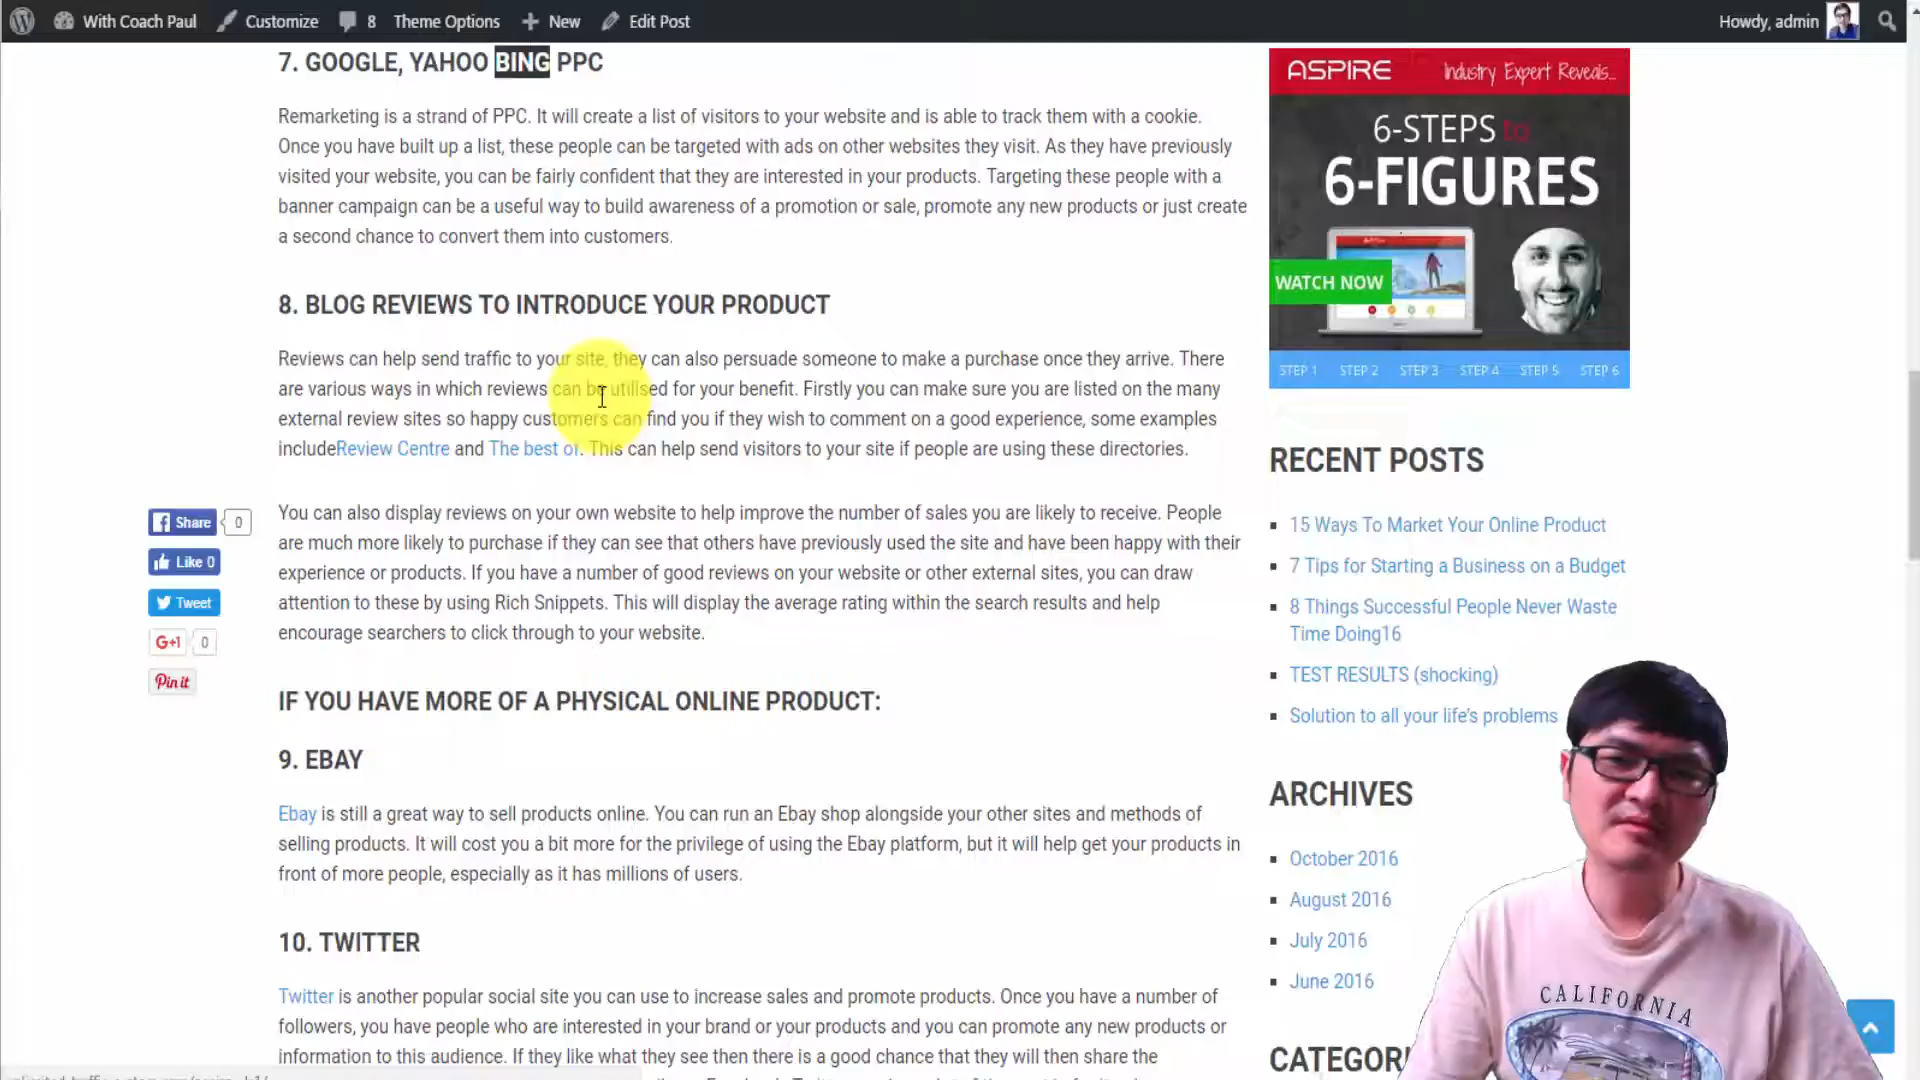 With Coach Paul
Customize
8
Theme Options
New
Edit Post
Howdy, admin
7. GOOGLE, YAHOO BING PPC
Remarketing is a strand of PPC. It will create a list of visitors to your website and is able to track them with a cookie.
Once you have built up a list, these people can be targeted with ads on other websites they visit. As they have previously
visited your website, you can be fairly confident that they are interested in your products. Targeting these people with a
banner campaign can be a useful way to build awareness of a promotion or sale, promote any new products or just create
a second chance to convert them into customers.
8. BLOG REVIEWS TO INTRODUCE YOUR PRODUCT
Reviews can help send traffic to your site, they can also persuade someone to make a purchase once they arrive. There
are various ways in which reviews can be utilised for your benefit. Firstly you can make sure you are listed on the many
external review sites so happy customers can find you if they wish to comment on a good experience, some examples
includeReview Centre and The best of. This can help send visitors to your site if people are using these directories.
You can also display reviews on your own website to help improve the number of sales you are likely to receive. People
are much more likely to purchase if they can see that others have previously used the site and have been happy with their
experience or products. If you have a number of good reviews on your website or other external sites, you can draw
attention to these by using Rich Snippets. This will display the average rating within the search results and help
encourage searchers to click through to your website.
IF YOU HAVE MORE OF A PHYSICAL ONLINE PRODUCT:
9. EBAY
Ebay is still a great way to sell products online. You can run an Ebay shop alongside your other sites and methods of
selling products. It will cost you a bit more for the privilege of using the Ebay platform, but it will help get your products in
front of more people, especially as it has millions of users.
10. TWITTER
Twitter is another popular social site you can use to increase sales and promote products. Once you have a number of
followers, you have people who are interested in your brand or your products and you can promote any new products or
information to this audience. If they like what they see then there is a good chance that they will then share the
Share
0
Like 0
Tweet
G+1
0
Pin it
ASPIRE
Industry Expert Reveals...
6-STEPS to
6-FIGURES
WATCH NOW
STEP 1 STEP 2 STEP 3 STEP 4 STEP 5 STEP 6
RECENT POSTS
15 Ways To Market Your Online Product
7 Tips for Starting a Business on a Budget
8 Things Successful People Never Waste
Time Doing16
TEST RESULTS (shocking)
Solution to all your life's problems
ARCHIVES
October 2016
August 2016
July 2016
June 2016
CALIFORNIA